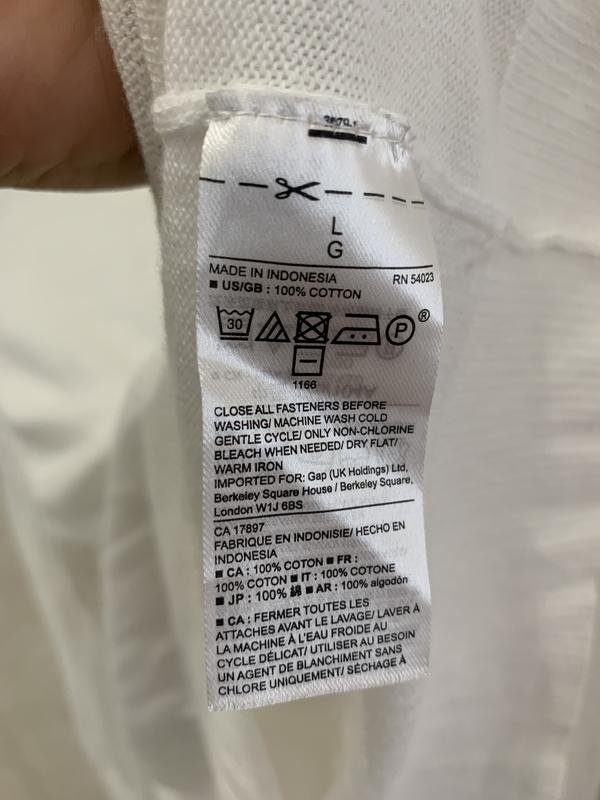 L
G
MADE IN INDONESIA RN 54023
■ US/GB : 100% COTTON
30 P ®
1166
CLOSE ALL FASTENERS BEFORE
WASHING/ MACHINE WASH COLD
GENTLE CYCLE/ ONLY NON-CHLORINE
BLEACH WHEN NEEDED/ DRY FLAT/
WARM IRON
IMPORTED FOR: Gap (UK Holdings) Ltd,
Berkeley Square House / Berkeley Square,
London W1J 6BS
CA 17897
FABRIQUE EN INDONISIE/ HECHO EN
INDONESIA
■ CA : 100% COTON ■ FR :
100% COTON ■ IT : 100% COTONE
■ JP : 100% 綿 ■ AR : 100% algodón
■ CA : FERMER TOUTES LES
ATTACHES AVANT LE LAVAGE/ LAVER À
LA MACHINE À L'EAU FROIDE AU
CYCLE DÉLICAT/ UTILISER AU BESOIN
UN AGENT DE BLANCHIMENT SANS
CHLORE UNIQUEMENT/ SÉCHAGE À